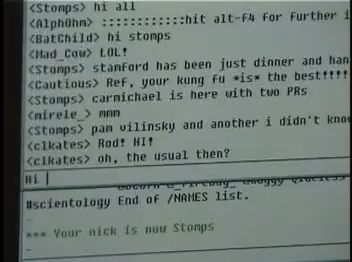 <Stomps> hi all
<AlphOhm> ::::::::::::hit alt-F4 for further i
<BatChild> hi stomps
<Mad_Cow> LOL!
<Stomps> stanford has been just dinner and han
<Cautious> Ref, your kung fu *is* the best!!!!
<Stomps> carmichael is here with two PRs
<mirele_> mmm
<Stomps> pam vilinsky and another i didn't know
<clkates> Rod! HI!
<clkates> oh, the usual then?
Hi
#scientology End of /NAMES list.
-
*** Your nick is now Stomps
-